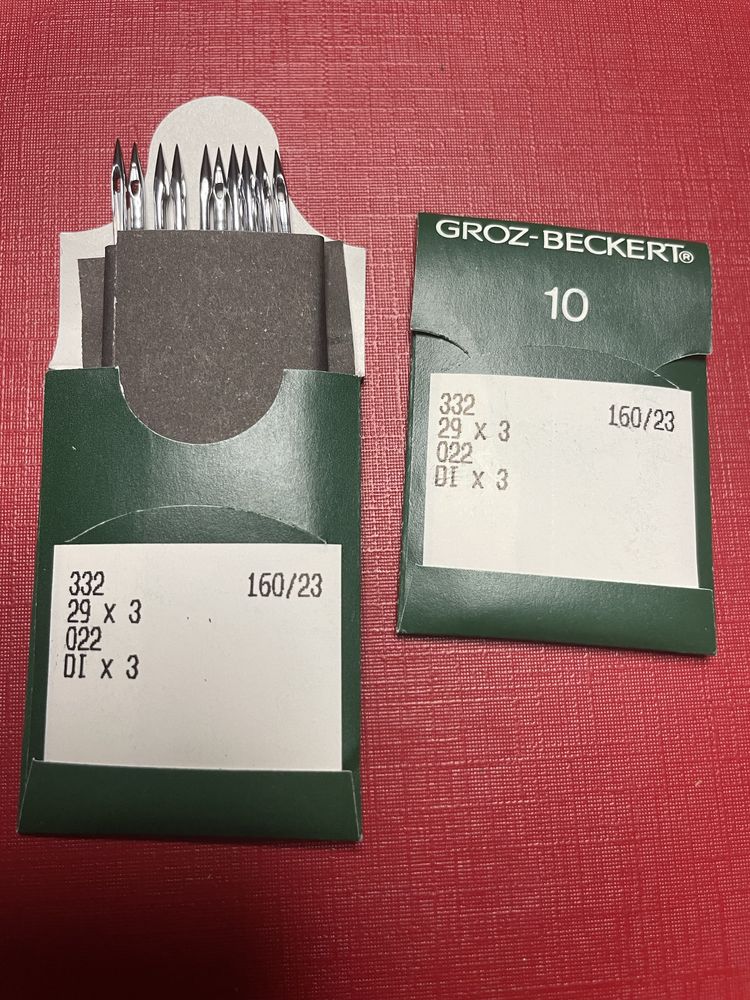 332 160/23
29 x 3
022
DI x 3
GROZ-BECKERT®
10
332 160/23
29 x 3
022
DI x 3